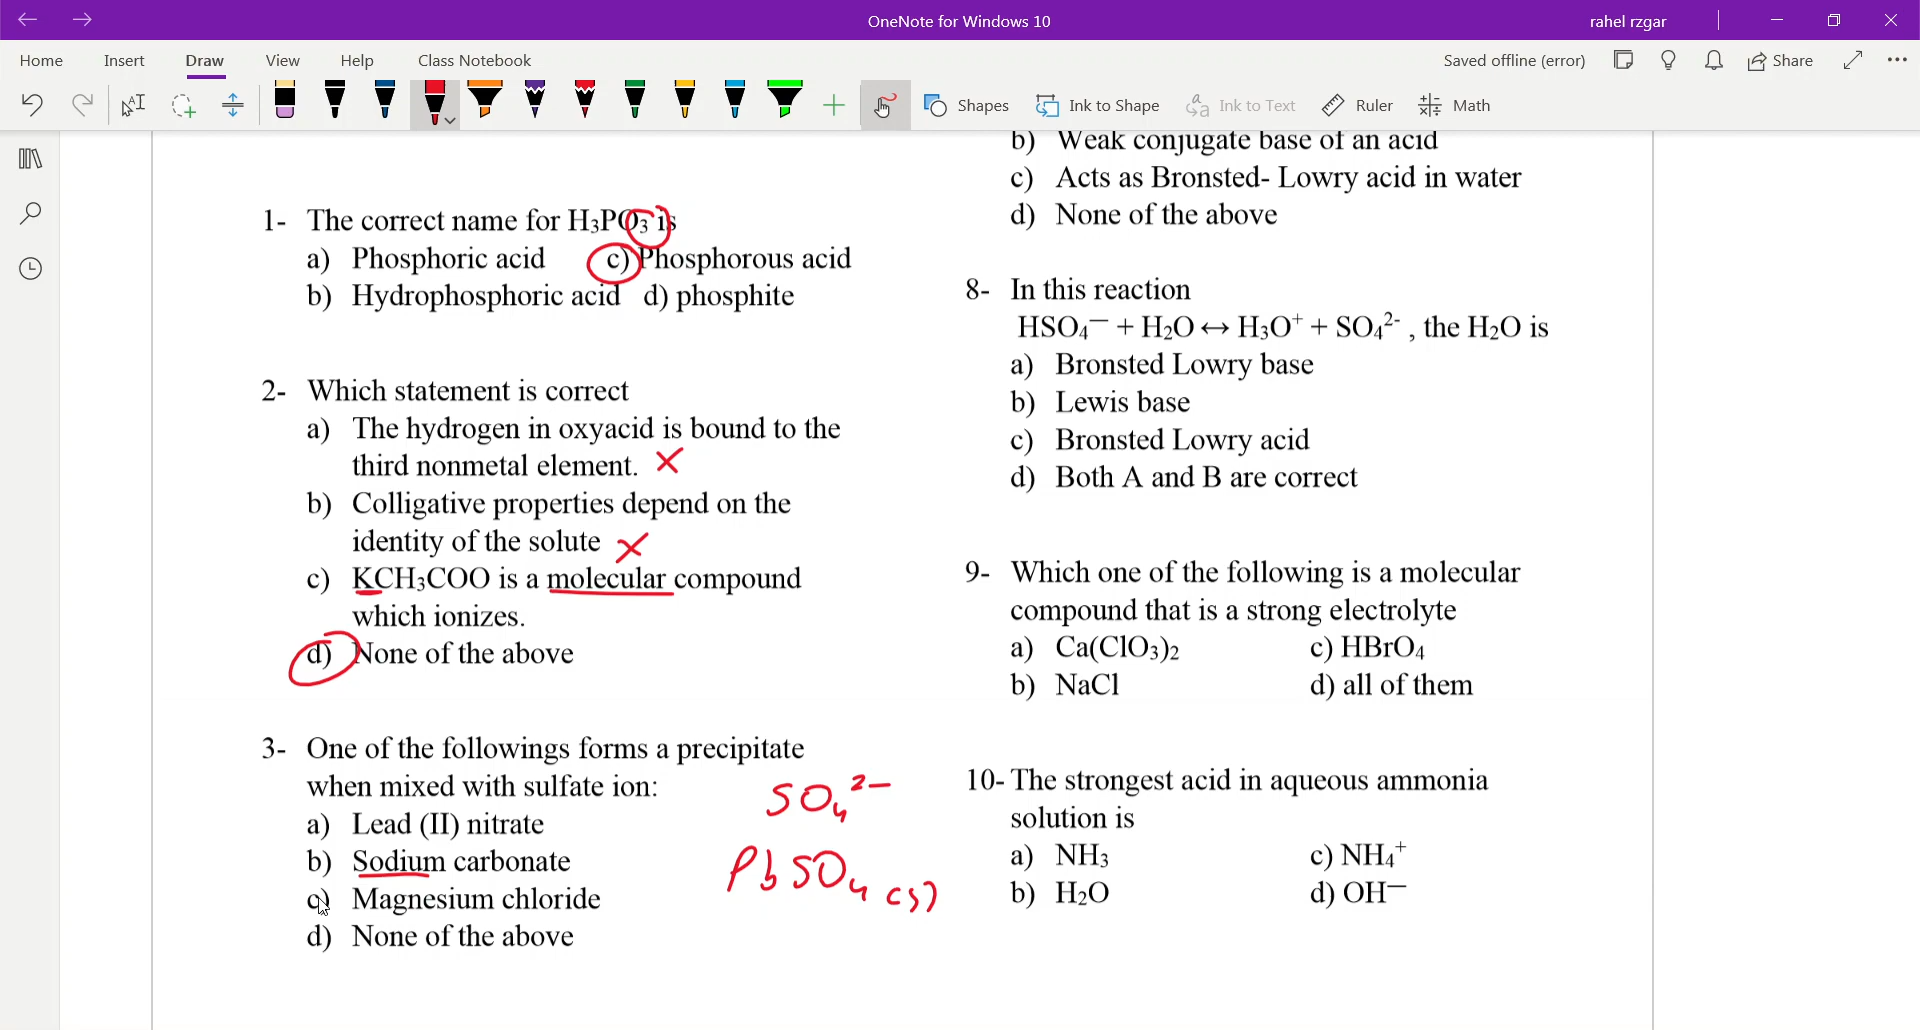 OneNote for Windows 10
rahel rzgar
Home Insert Draw View Help Class Notebook
Saved offline (error) Share
Shapes Ink to Shape Ink to Text Ruler Math
1- The correct name for H₃PO₃ is
a) Phosphoric acid c) Phosphorous acid
b) Hydrophosphoric acid d) phosphite
2- Which statement is correct
a) The hydrogen in oxyacid is bound to the
third nonmetal element. ×
b) Colligative properties depend on the
identity of the solute ×
c) KCH₃COO is a molecular compound
which ionizes.
d) None of the above
3- One of the followings forms a precipitate
when mixed with sulfate ion:
a) Lead (II) nitrate
b) Sodium carbonate
c) Magnesium chloride
d) None of the above
SO₄²⁻
PbSO₄ (s)
b) Weak conjugate base of an acid
c) Acts as Bronsted- Lowry acid in water
d) None of the above
8- In this reaction
HSO₄⁻ + H₂O ↔ H₃O⁺ + SO₄²⁻ , the H₂O is
a) Bronsted Lowry base
b) Lewis base
c) Bronsted Lowry acid
d) Both A and B are correct
9- Which one of the following is a molecular
compound that is a strong electrolyte
a) Ca(ClO₃)₂ c) HBrO₄
b) NaCl d) all of them
10- The strongest acid in aqueous ammonia
solution is
a) NH₃ c) NH₄⁺
b) H₂O d) OH⁻